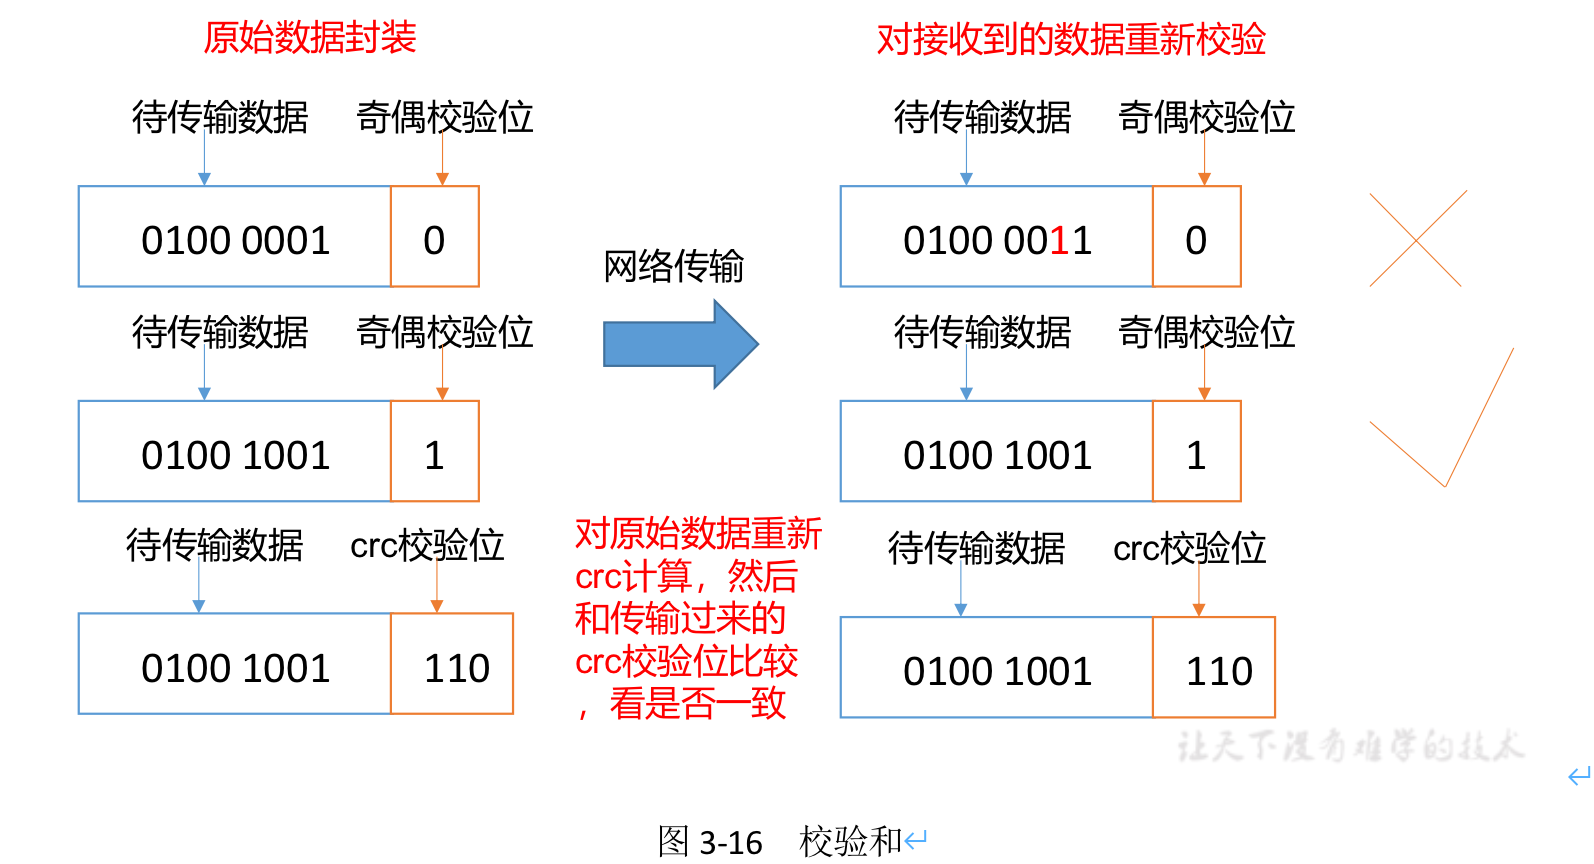 原始数据封装
对接收到的数据重新校验
待传输数据 奇偶校验位
待传输数据 奇偶校验位
0100 0001 0
0100 0011 0
网络传输
待传输数据 奇偶校验位
待传输数据 奇偶校验位
0100 1001 1
0100 1001 1
待传输数据 crc校验位
对原始数据重新
crc计算，然后
和传输过来的
crc校验位比较
，看是否一致
待传输数据 crc校验位
0100 1001 110
0100 1001 110
让天下没有难学的技术
图 3-16 校验和